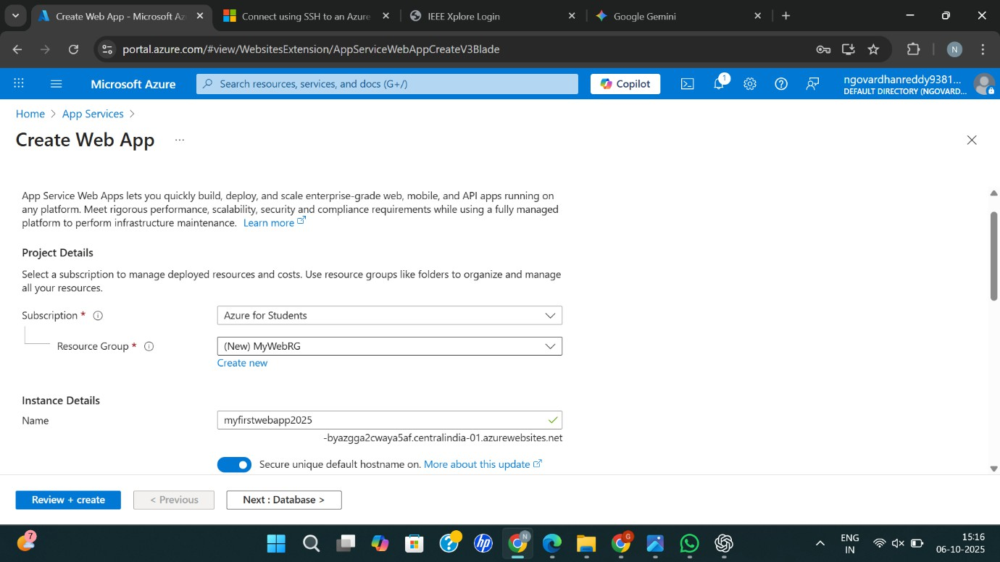 Create Web App - Microsoft Az
Connect using SSH to an Azure
IEEE Xplore Login
Google Gemini
portal.azure.com/#view/WebsitesExtension/AppServiceWebAppCreateV3Blade
N
Microsoft Azure
Search resources, services, and docs (G+/)
Copilot
1
ngovardhanreddy9381...
DEFAULT DIRECTORY (NGOVARD...
Home > App Services >
Create Web App ...
App Service Web Apps lets you quickly build, deploy, and scale enterprise-grade web, mobile, and API apps running on
any platform. Meet rigorous performance, scalability, security and compliance requirements while using a fully managed
platform to perform infrastructure maintenance. Learn more
Project Details
Select a subscription to manage deployed resources and costs. Use resource groups like folders to organize and manage
all your resources.
Subscription *
Azure for Students
Resource Group *
(New) MyWebRG
Create new
Instance Details
Name
myfirstwebapp2025
-byazgga2cwaya5af.centralindia-01.azurewebsites.net
Secure unique default hostname on. More about this update
Review + create
< Previous
Next : Database >
7
hp
N
G
ENG
IN
15:16
06-10-2025